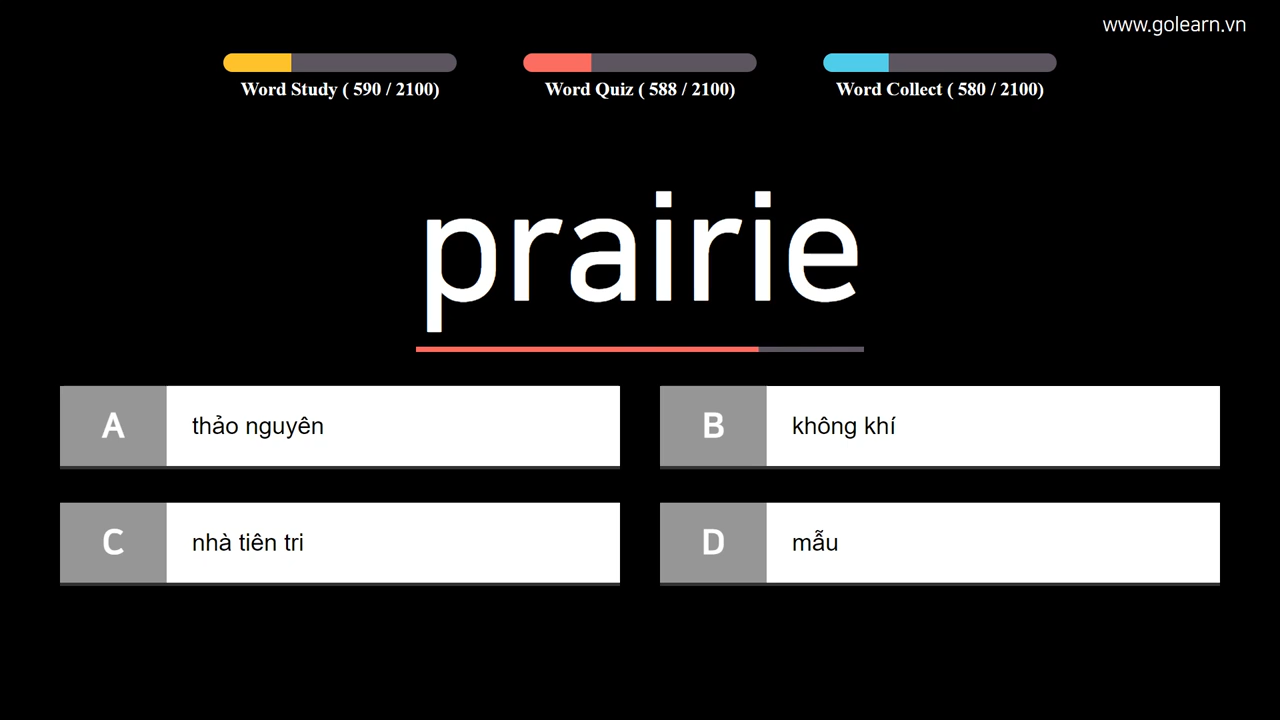 www.golearn.vn
Word Study ( 590 / 2100)
Word Quiz ( 588 / 2100)
Word Collect ( 580 / 2100)
prairie
A thảo nguyên
B không khí
C nhà tiên tri
D mẫu